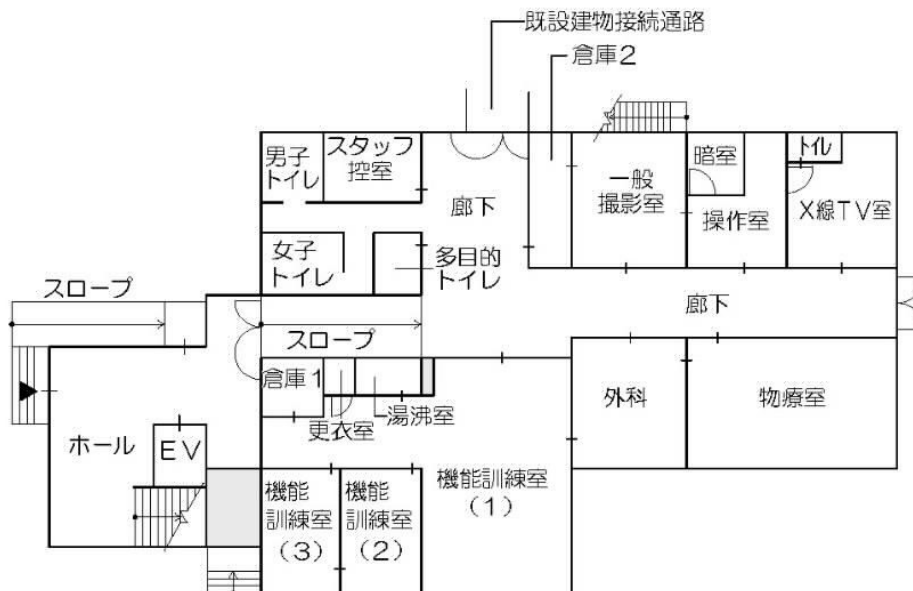 既設建物接続通路
倉庫2
男子
トイレ
スタッフ
控室
廊下
一般
撮影室
暗室
操作室
トイレ
X線TV室
女子
トイレ
多目的
トイレ
スロープ
スロープ
廊下
倉庫1
更衣室
湯沸室
外科
物療室
ホール
EV
機能
訓練室
(3)
機能
訓練室
(2)
機能訓練室
(1)